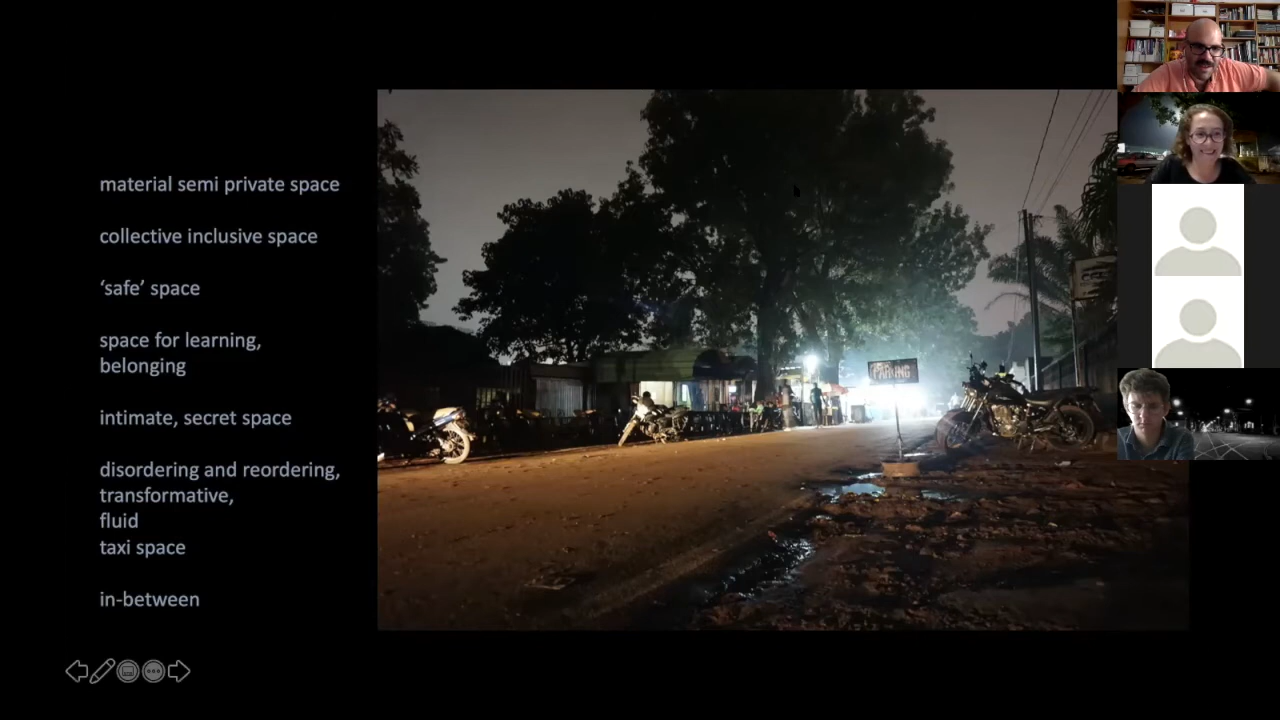 material semi private space
collective inclusive space
‘safe’ space
space for learning,
belonging
intimate, secret space
disordering and reordering,
transformative,
fluid
taxi space
in-between
PARKING